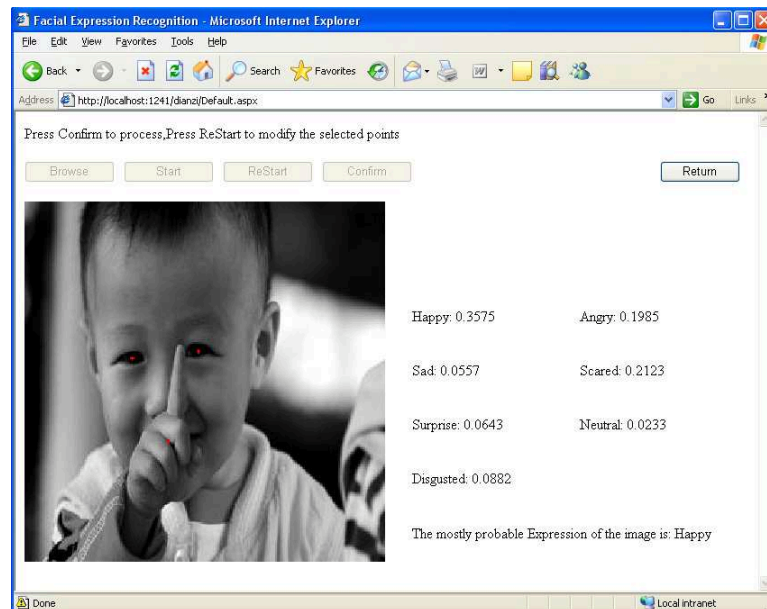 Facial Expression Recognition - Microsoft Internet Explorer
File Edit View Favorites Tools Help
Back Search Favorites
Address http://localhost:1241/dianzi/Default.aspx Go Links
Press Confirm to process,Press ReStart to modify the selected points
Browse Start ReStart Confirm Return
Happy: 0.3575 Angry: 0.1985
Sad: 0.0557 Scared: 0.2123
Surprise: 0.0643 Neutral: 0.0233
Disgusted: 0.0882
The mostly probable Expression of the image is: Happy
Done Local intranet